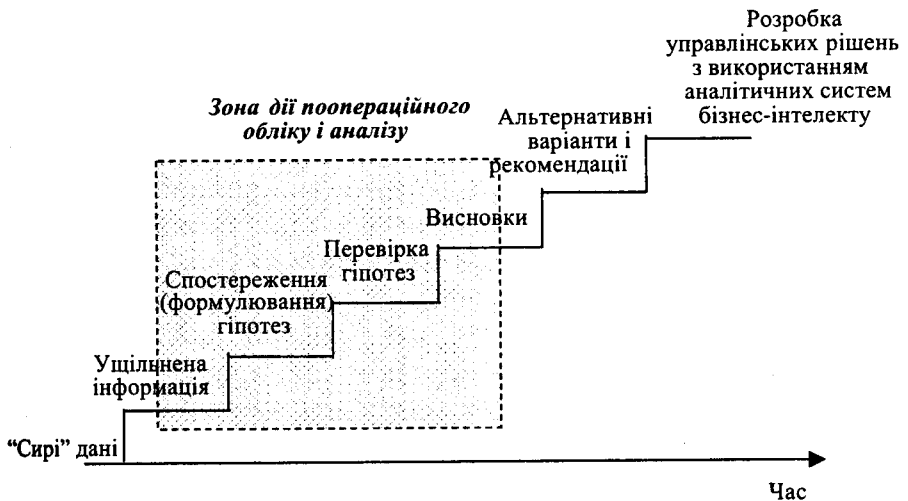 Розробка
управлінських рішень
з використанням
аналітичних систем
бізнес-інтелекту
Зона дії поопераційного
обліку і аналізу
Альтернативні
варіанти і
рекомендації
Висновки
Перевірка
гіпотез
Спостереження
(формулювання)
гіпотез
Ущільнена
інформація
“Сирі” дані
Час